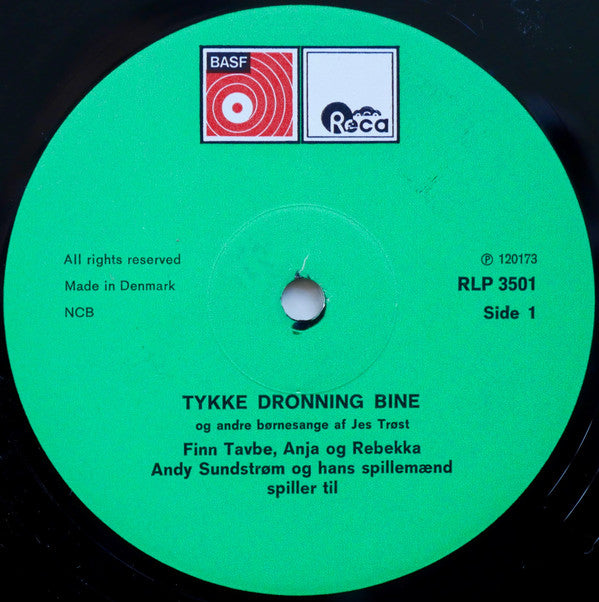 BASF
Reca
All rights reserved
Made in Denmark
NCB
Ⓟ 120173
RLP 3501
Side 1
TYKKE DRONNING BINE
og andre børnesange af Jes Trøst
Finn Tavbe, Anja og Rebekka
Andy Sundstrøm og hans spillemænd
spiller til